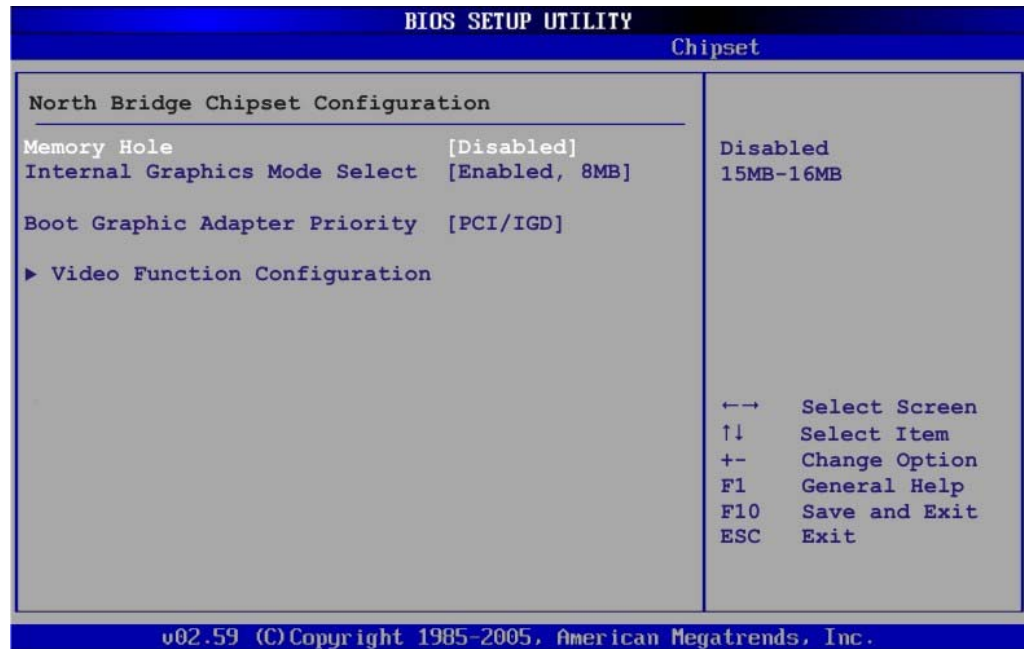 BIOS SETUP UTILITY
Chipset
North Bridge Chipset Configuration
Memory Hole [Disabled]
Internal Graphics Mode Select [Enabled, 8MB]
Boot Graphic Adapter Priority [PCI/IGD]
▶ Video Function Configuration
Disabled
15MB-16MB
←→ Select Screen
↑↓ Select Item
+- Change Option
F1 General Help
F10 Save and Exit
ESC Exit
v02.59 (C)Copyright 1985-2005, American Megatrends, Inc.